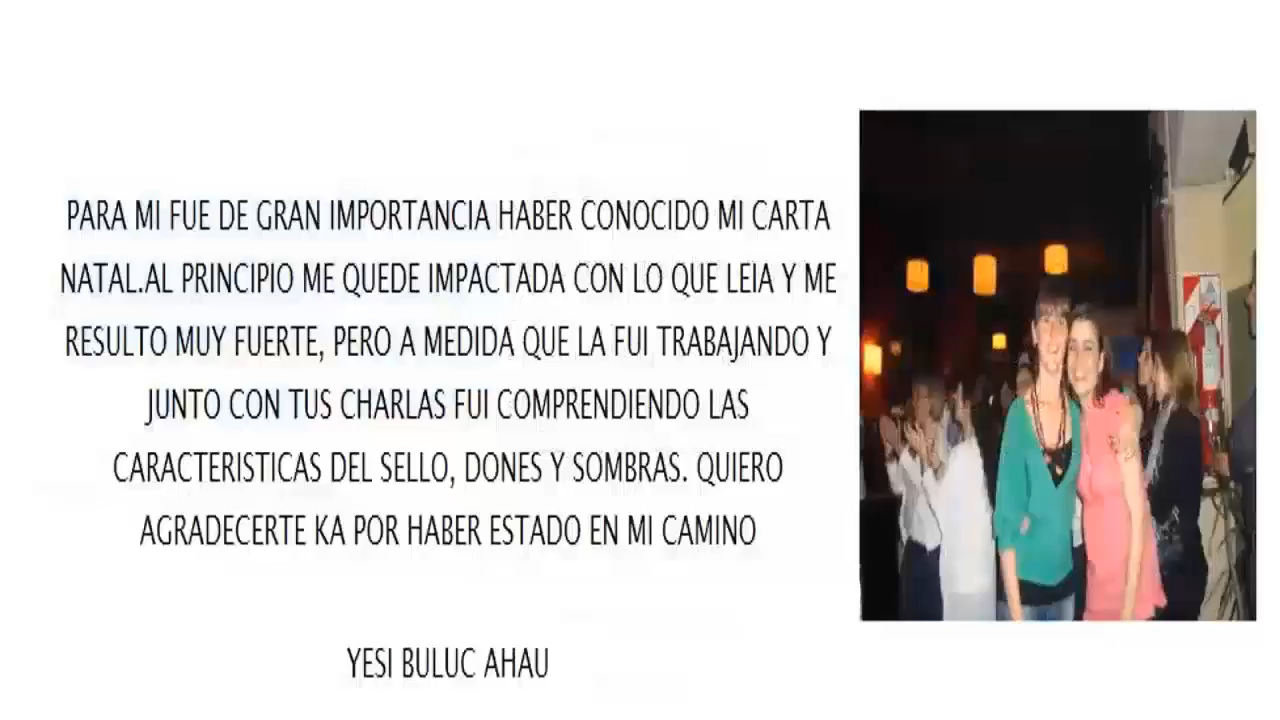 PARA MI FUE DE GRAN IMPORTANCIA HABER CONOCIDO MI CARTA
NATAL.AL PRINCIPIO ME QUEDE IMPACTADA CON LO QUE LEIA Y ME
RESULTO MUY FUERTE, PERO A MEDIDA QUE LA FUI TRABAJANDO Y
JUNTO CON TUS CHARLAS FUI COMPRENDIENDO LAS
CARACTERISTICAS DEL SELLO, DONES Y SOMBRAS. QUIERO
AGRADECERTE KA POR HABER ESTADO EN MI CAMINO
YESI BULUC AHAU